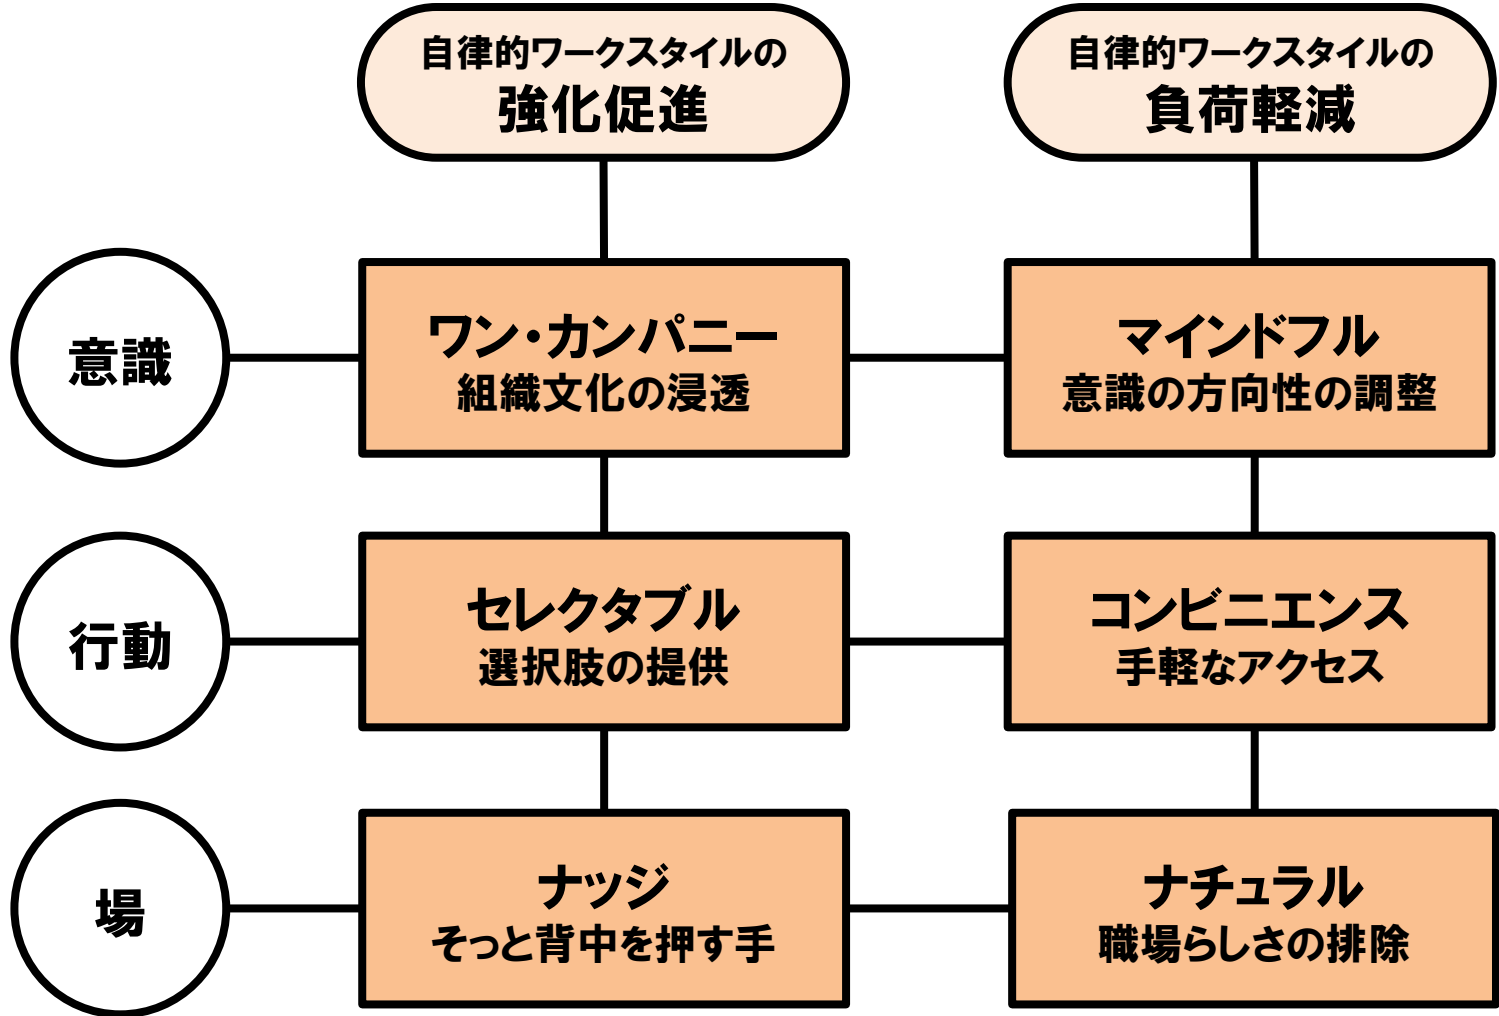 自律的ワークスタイルの
強化促進
自律的ワークスタイルの
負荷軽減
意識
ワン・カンパニー
組織文化の浸透
マインドフル
意識の方向性の調整
行動
セレクタブル
選択肢の提供
コンビニエンス
手軽なアクセス
場
ナッジ
そっと背中を押す手
ナチュラル
職場らしさの排除